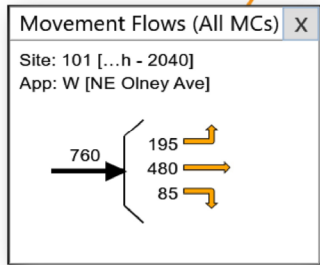 Movement Flows (All MCs) X
Site: 101 [...h - 2040]
App: W [NE Olney Ave]
195
760
480
85